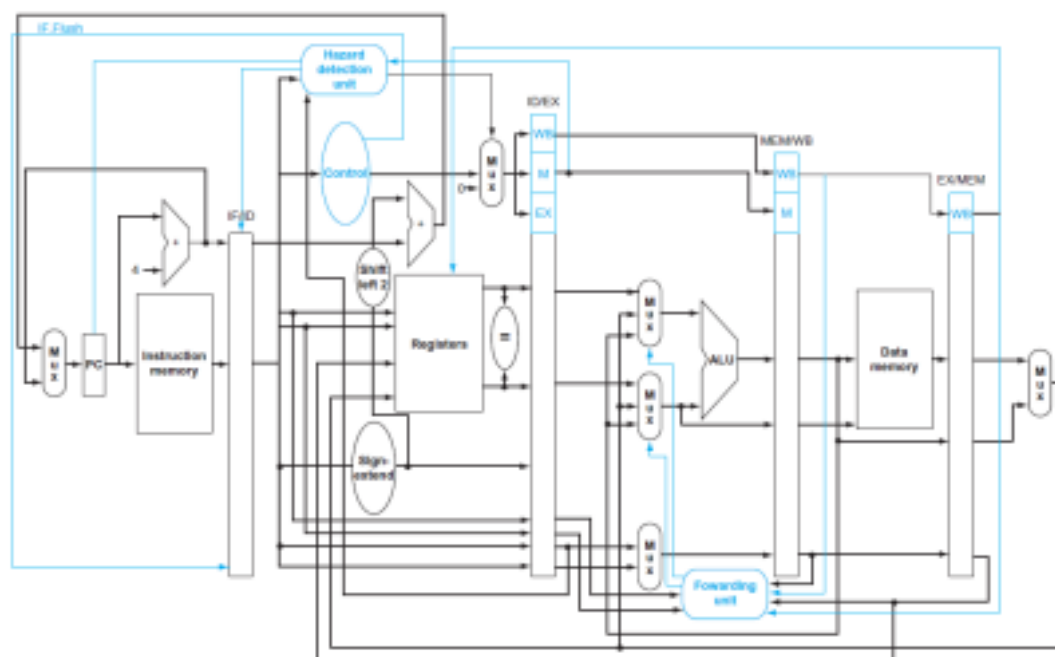 IF.Flush
Hazard
detection
unit
ID/EX
WB
M
EX
Control
M
u
x
0
MEM/WB
WB
M
EX/MEM
WB
IF/ID
+
4
+
Shift
left 2
M
u
x
PC
Instruction
memory
Registers
=
M
u
x
ALU
M
u
x
Data
memory
M
u
x
Sign-
extend
M
u
x
Fowarding
unit